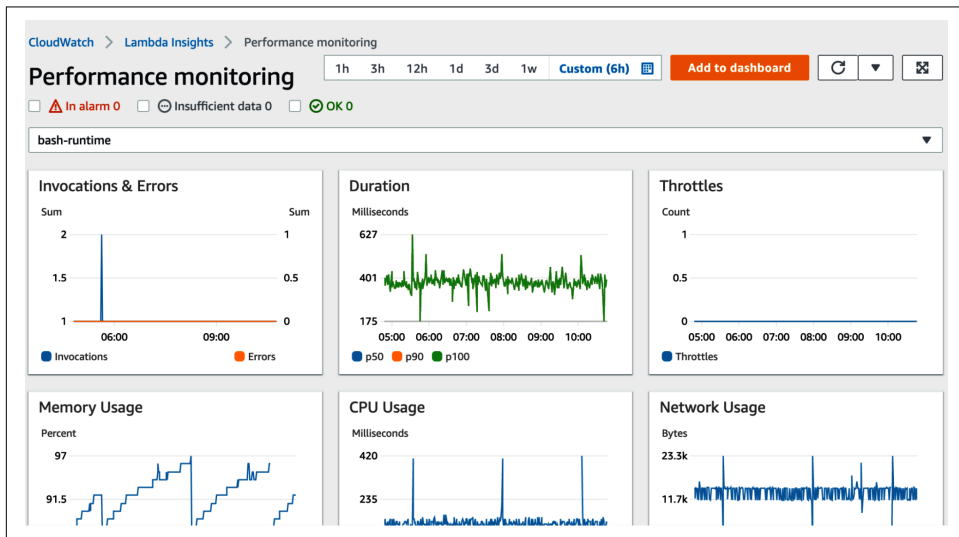 CloudWatch > Lambda Insights > Performance monitoring
Performance monitoring
1h 3h 12h 1d 3d 1w Custom (6h)
Add to dashboard
In alarm 0 Insufficient data 0 OK 0
bash-runtime
Invocations & Errors
Sum Sum
2 1
1.5 0.5
1 0
06:00 09:00
Invocations Errors
Duration
Milliseconds
627
401
175
05:00 06:00 07:00 08:00 09:00 10:00
p50 p90 p100
Throttles
Count
1
0.5
0
05:00 06:00 07:00 08:00 09:00 10:00
Throttles
Memory Usage
Percent
97
91.5
CPU Usage
Milliseconds
420
235
Network Usage
Bytes
23.3k
11.7k